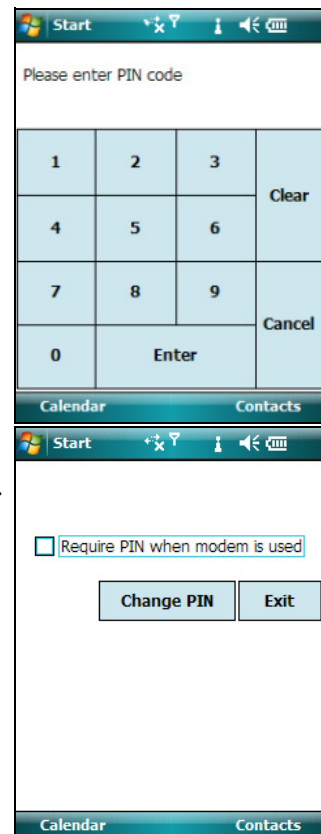 Start
Please enter PIN code
1 2 3
Clear
4 5 6
7 8 9
Cancel
0 Enter
Calendar Contacts
Start
Require PIN when modem is used
Change PIN Exit
Calendar Contacts